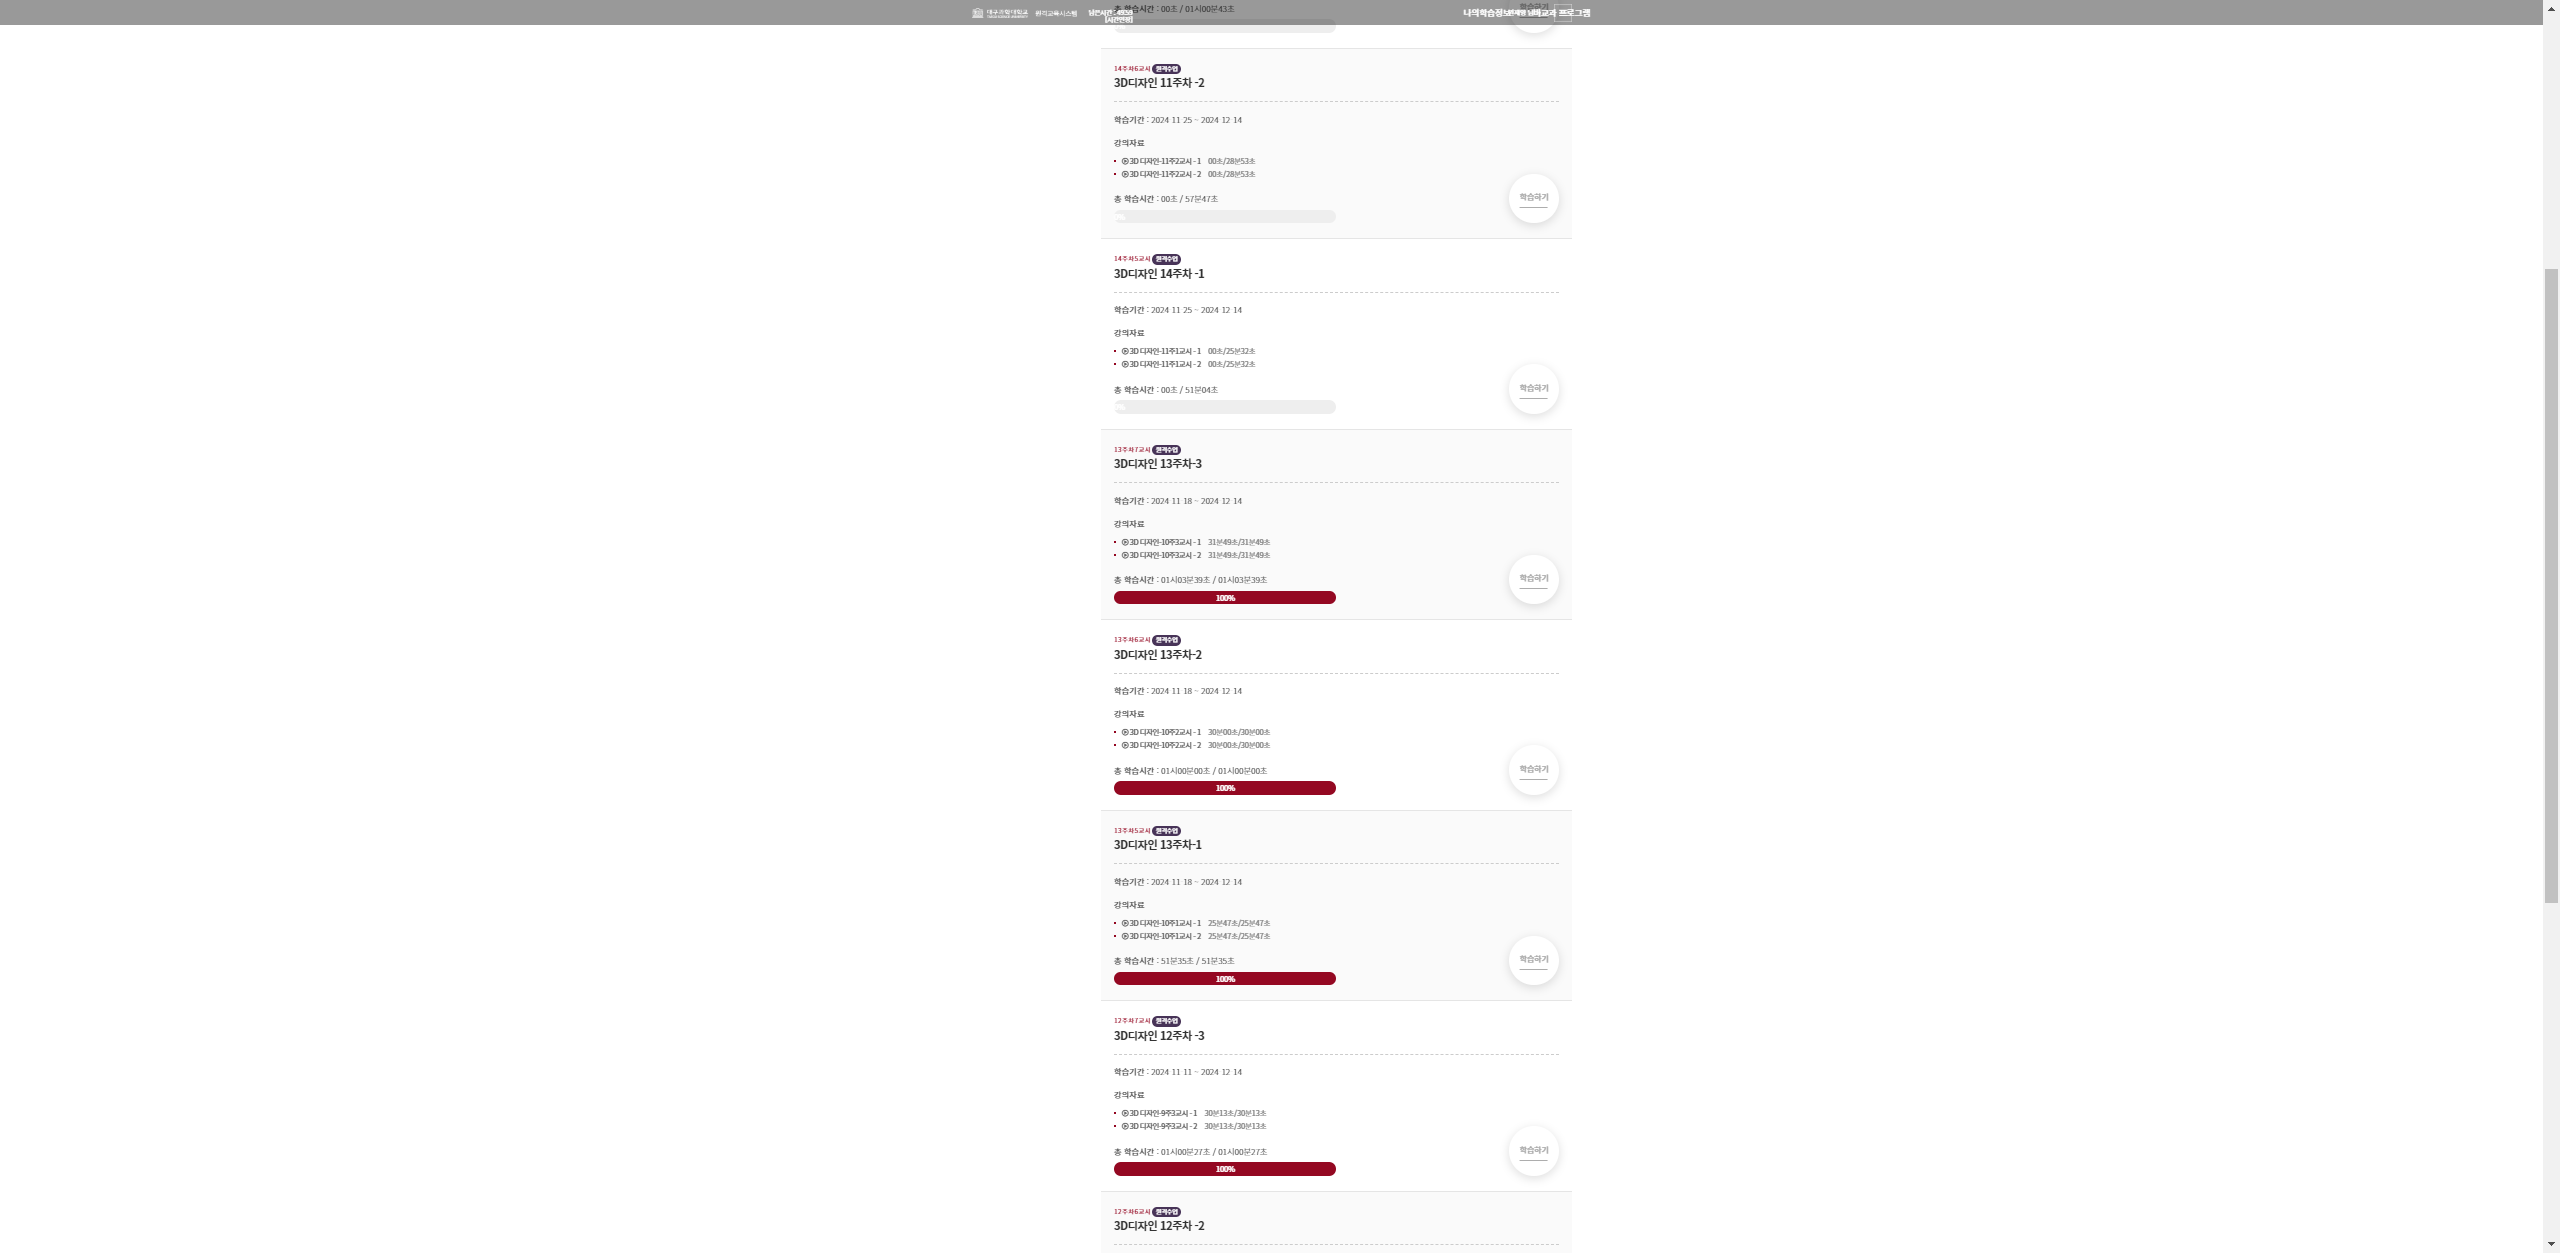 대구과학대학교 원격교육시스템
[시간연장]
총 학습시간 : 00초 / 01시00분43초
학습하기
14주차6교시 원격수업
3D디자인 11주차 -2
학습기간 : 2024 11 25 ~ 2024 12 14
강의자료
3D 디자인-11주2교시 - 1 00초/28분53초
3D 디자인-11주2교시 - 2 00초/28분53초
총 학습시간 : 00초 / 57분47초
학습하기
14주차5교시 원격수업
3D디자인 14주차 -1
학습기간 : 2024 11 25 ~ 2024 12 14
강의자료
3D 디자인-11주1교시 - 1 00초/25분32초
3D 디자인-11주1교시 - 2 00초/25분32초
총 학습시간 : 00초 / 51분04초
학습하기
13주차7교시 원격수업
3D디자인 13주차-3
학습기간 : 2024 11 18 ~ 2024 12 14
강의자료
3D 디자인-10주3교시 - 1 31분49초/31분49초
3D 디자인-10주3교시 - 2 31분49초/31분49초
총 학습시간 : 01시03분39초 / 01시03분39초
학습하기
100%
13주차6교시 원격수업
3D디자인 13주차-2
학습기간 : 2024 11 18 ~ 2024 12 14
강의자료
3D 디자인-10주2교시 - 1 30분00초/30분00초
3D 디자인-10주2교시 - 2 30분00초/30분00초
총 학습시간 : 01시00분00초 / 01시00분00초
학습하기
100%
13주차5교시 원격수업
3D디자인 13주차-1
학습기간 : 2024 11 18 ~ 2024 12 14
강의자료
3D 디자인-10주1교시 - 1 25분47초/25분47초
3D 디자인-10주1교시 - 2 25분47초/25분47초
총 학습시간 : 51분35초 / 51분35초
학습하기
100%
12주차7교시 원격수업
3D디자인 12주차 -3
학습기간 : 2024 11 11 ~ 2024 12 14
강의자료
3D 디자인-9주3교시 - 1 30분13초/30분13초
3D 디자인-9주3교시 - 2 30분13초/30분13초
총 학습시간 : 01시00분27초 / 01시00분27초
학습하기
100%
12주차6교시 원격수업
3D디자인 12주차 -2